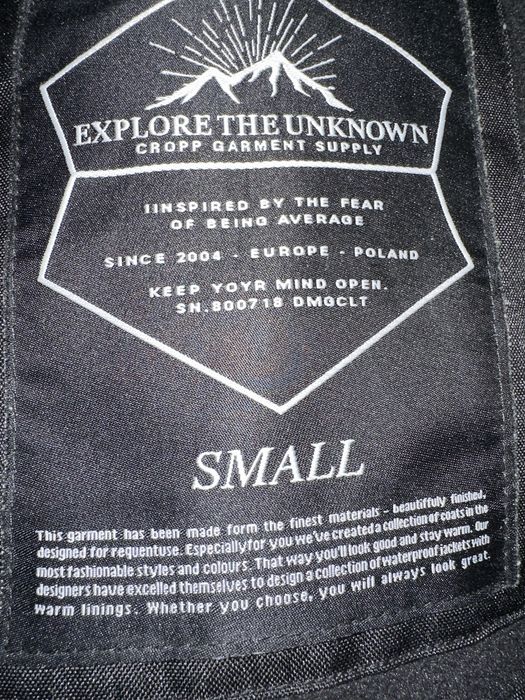 EXPLORE THE UNKNOWN
CROPP GARMENT SUPPLY
IINSPIRED BY THE FEAR
OF BEING AVERAGE
SINCE 2004 - EUROPE - POLAND
KEEP YOYR MIND OPEN.
SN.800718 DMGCLT
SMALL
This garment has been made form the finest materials - beautiffuly finished,
designed for requentuse. Especiallyfor you we've created a collection of coats in the
most fashionable styles and colours. That way you'll look good and stay warm. Our
designers have excelled themselves to design a collection of waterproof jackets with
warm linings. Whether you choose, you will always look great.